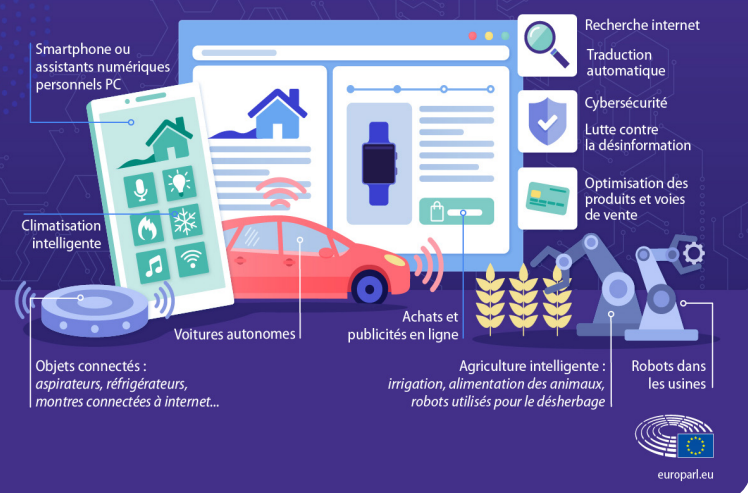 Smartphone ou
assistants numériques
personnels PC
Recherche internet
Traduction
automatique
Cybersécurité
Lutte contre
la désinformation
Optimisation des
produits et voies
de vente
Climatisation
intelligente
Voitures autonomes
Achats et
publicités en ligne
Objets connectés :
aspirateurs, réfrigérateurs,
montres connectées à internet...
Agriculture intelligente :
irrigation, alimentation des animaux,
robots utilisés pour le désherbage
Robots dans
les usines
europarl.eu